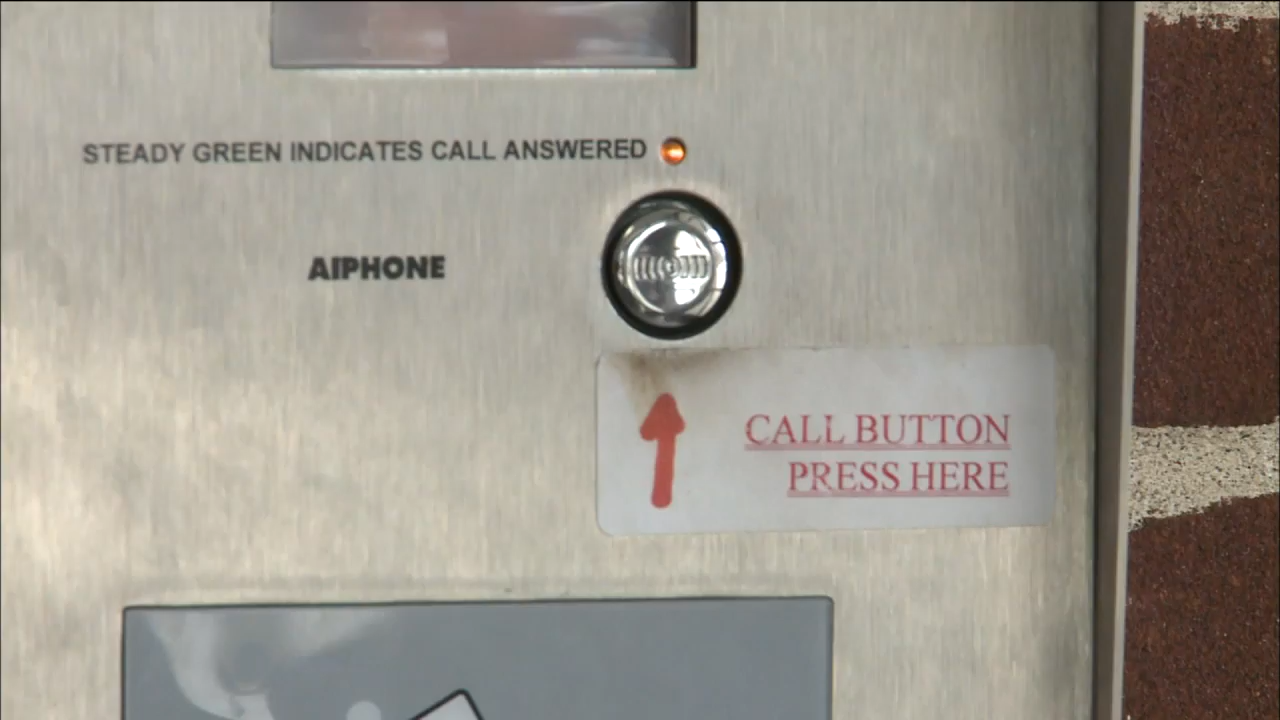 STEADY GREEN INDICATES CALL ANSWERED
AIPHONE
CALL BUTTON
PRESS HERE